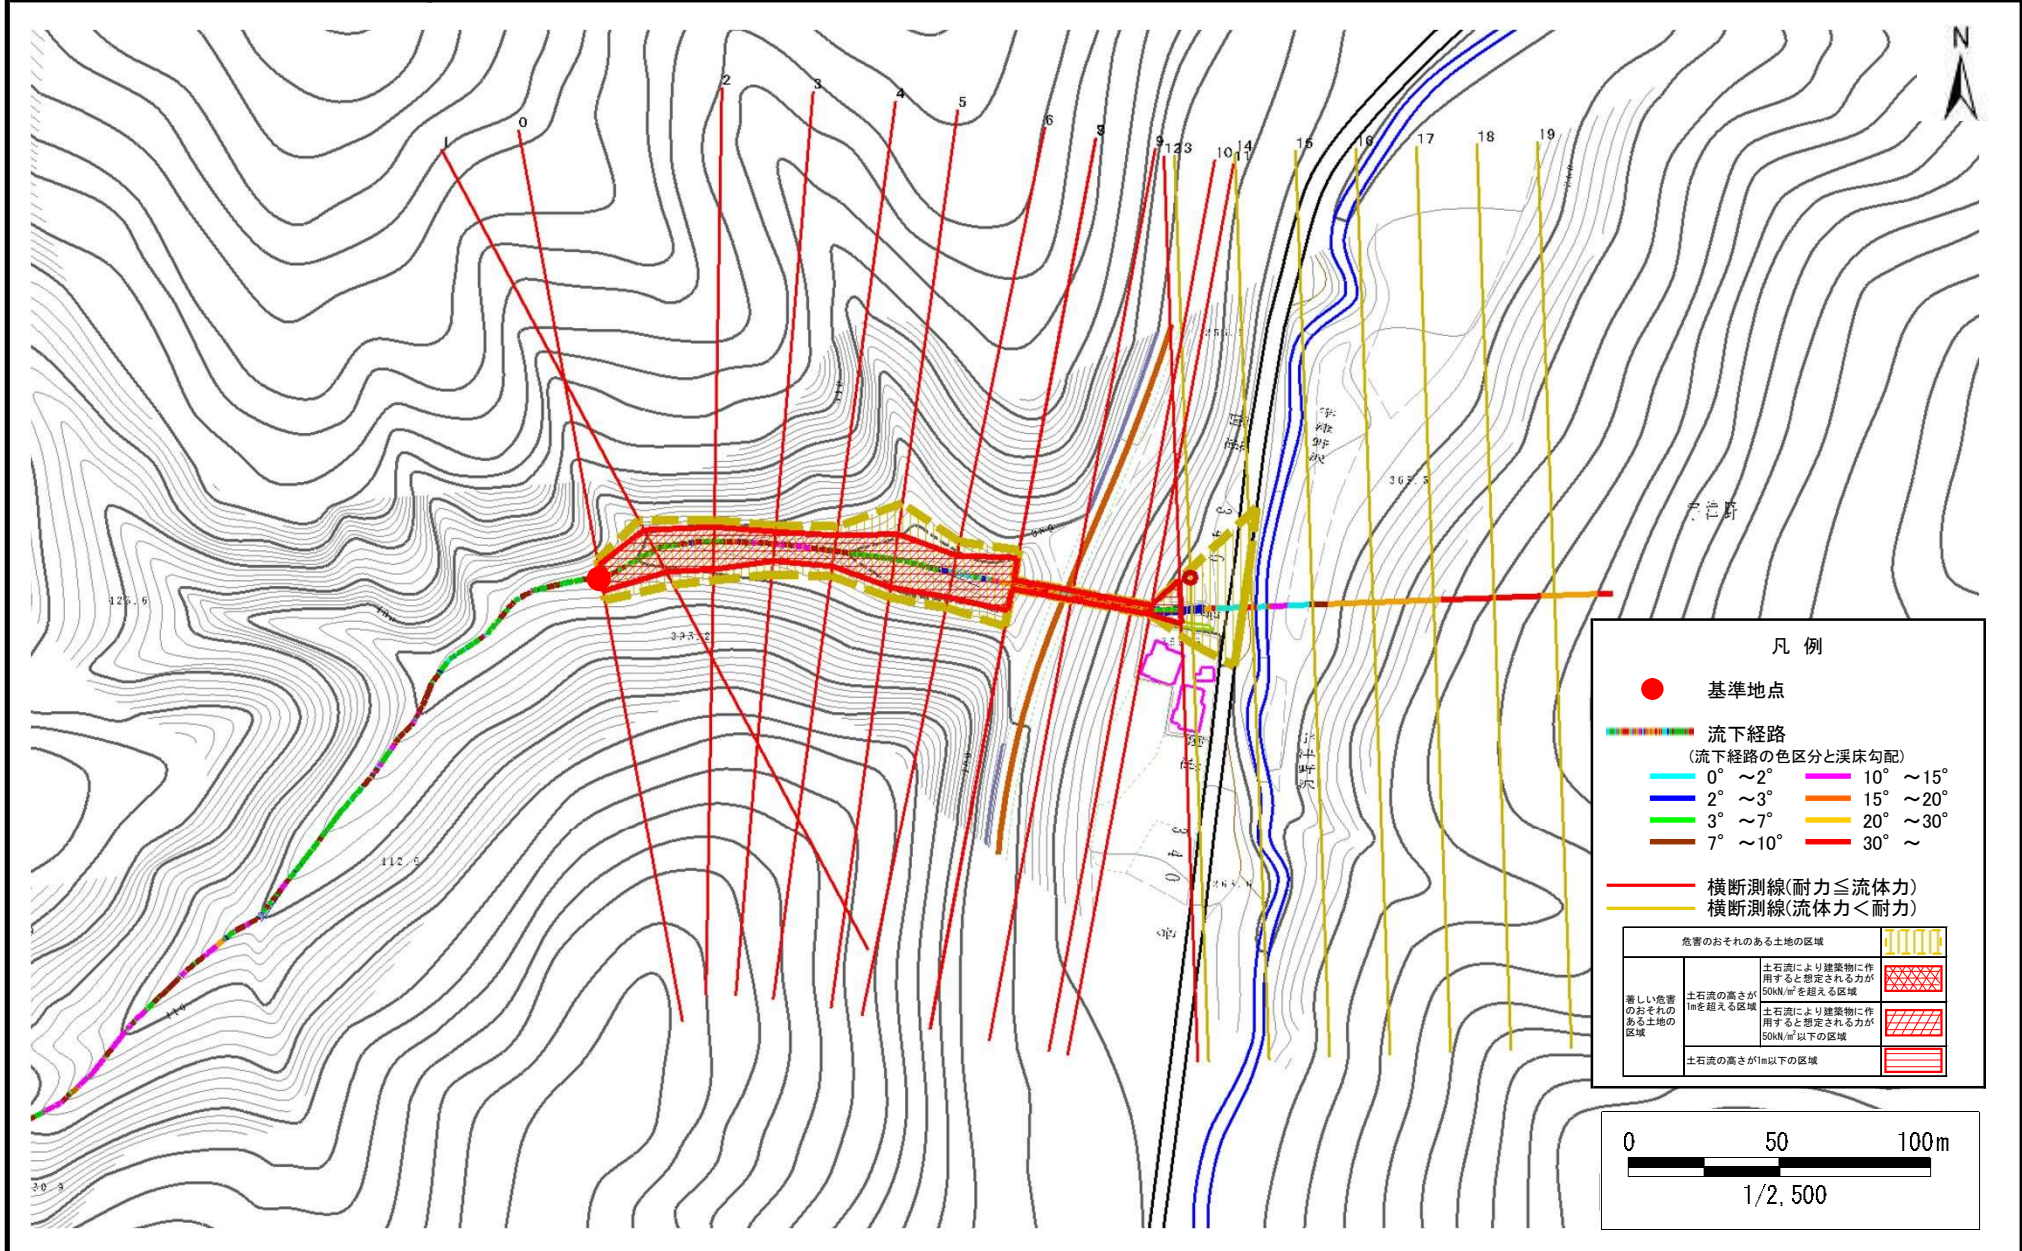 N
0
1
2
3
4
5
6
8
9
12
13
10
11
14
15
16
17
18
19
425.6
393.2
412.5
340
凡 例
基準地点
流下経路
(流下経路の色区分と渓床勾配)
0° ～2° 10° ～15°
2° ～3° 15° ～20°
3° ～7° 20° ～30°
7° ～10° 30° ～
横断測線(耐力≦流体力)
横断測線(流体力＜耐力)
危害のおそれのある土地の区域
著しい危害
のおそれの
ある土地の
区域
土石流の高さが
1mを超える区域
土石流により建築物に作
用すると想定される力が
50kN/㎡を超える区域
土石流により建築物に作
用すると想定される力が
50kN/㎡以下の区域
土石流の高さが1m以下の区域
0 50 100m
1/2,500